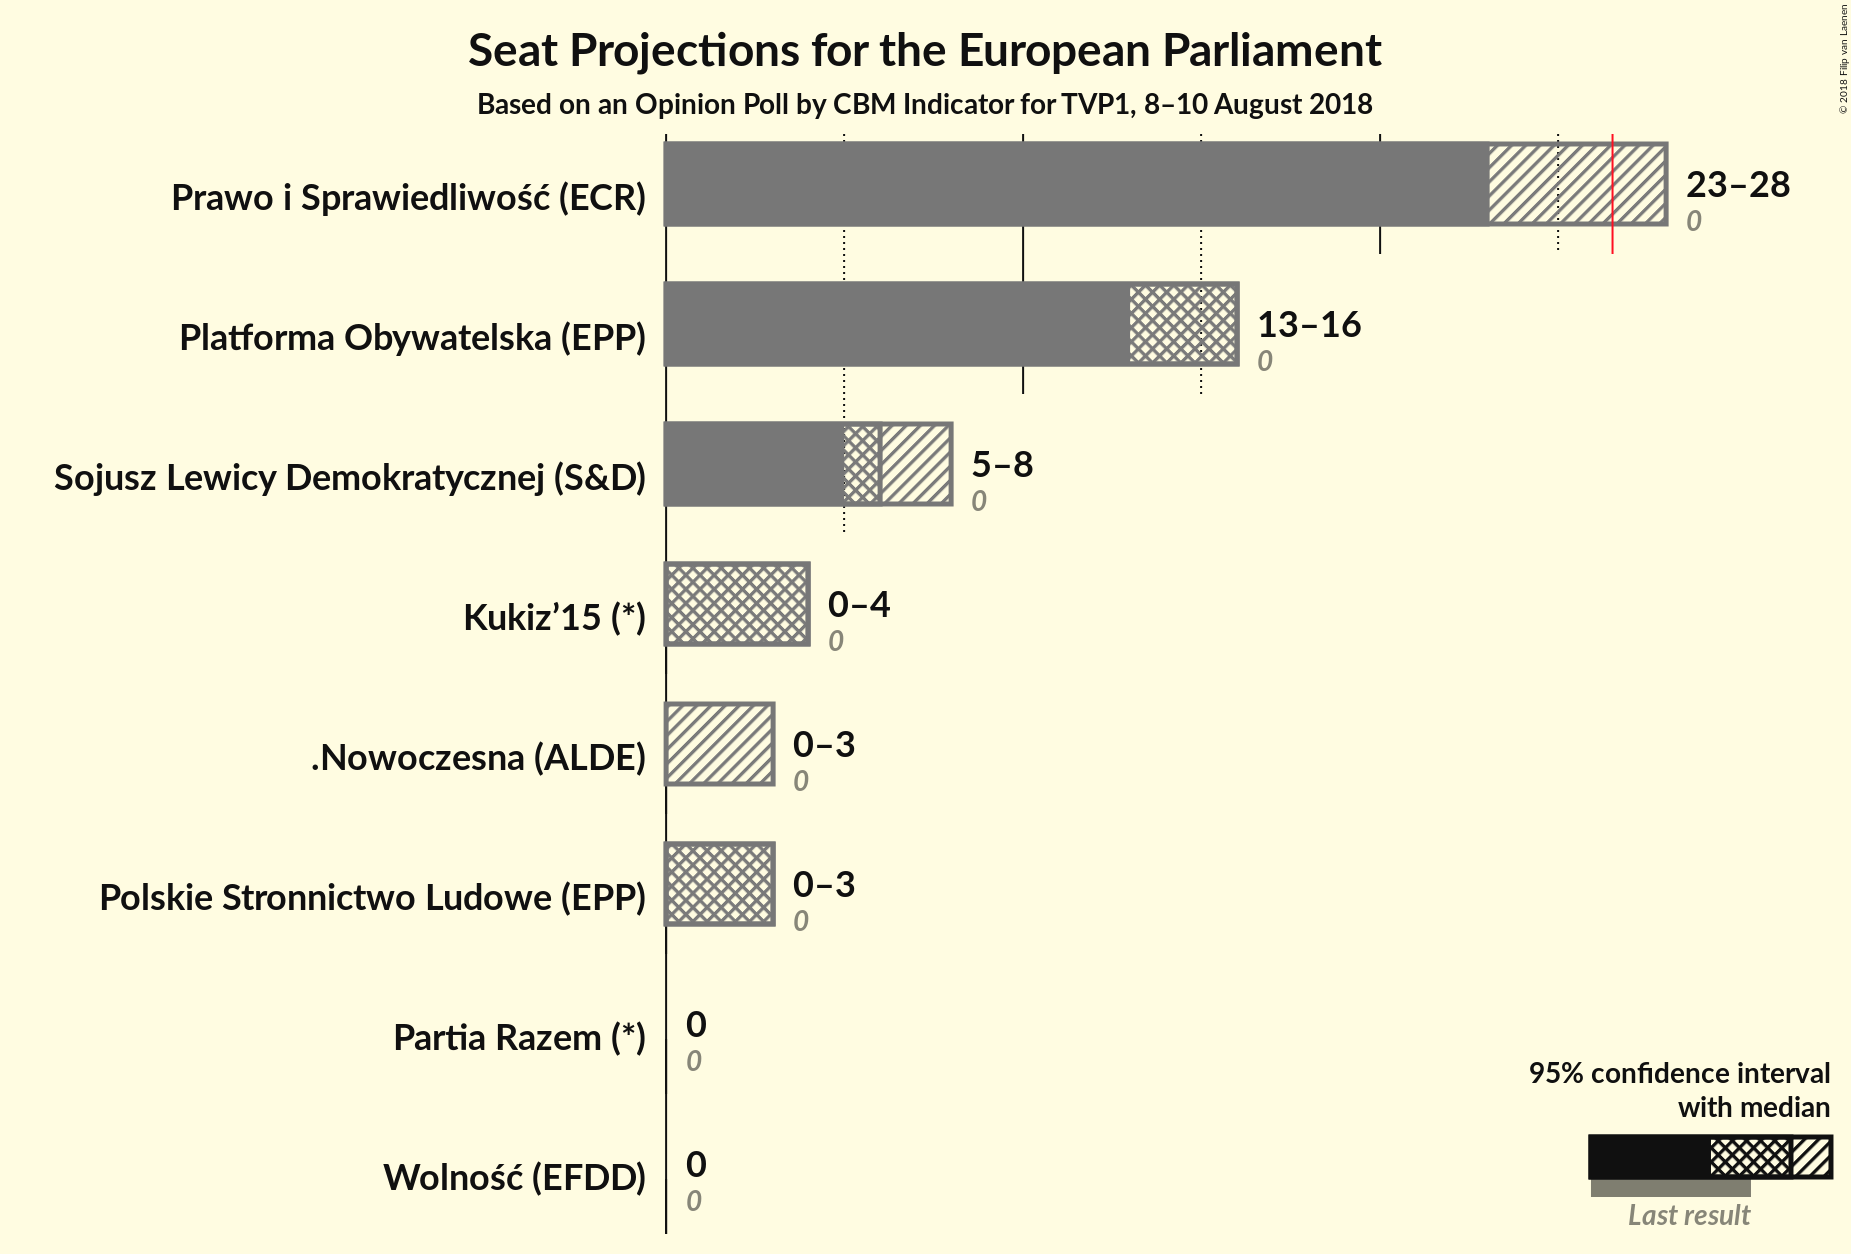 Seat Projections for the European Parliament
Based on an Opinion Poll by CBM Indicator for TVP1, 8–10 August 2018
© 2018 Filip van Laenen
Prawo i Sprawiedliwość (ECR)
23–28
0
Platforma Obywatelska (EPP)
13–16
0
Sojusz Lewicy Demokratycznej (S&D)
5–8
0
Kukiz’15 (*)
0–4
0
.Nowoczesna (ALDE)
0–3
0
Polskie Stronnictwo Ludowe (EPP)
0–3
0
Partia Razem (*)
0
0
Wolność (EFDD)
0
0
95% confidence interval
with median
Last result